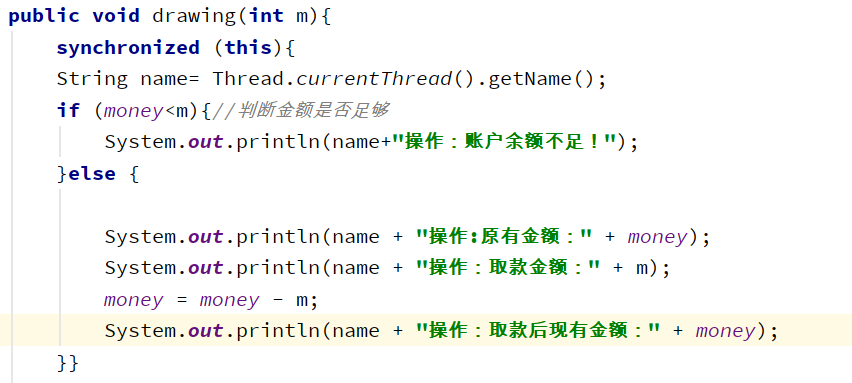 public void drawing(int m){
synchronized (this){
String name= Thread.currentThread().getName();
if (money<m){//判断金额是否足够
System.out.println(name+"操作：账户余额不足！");
}else {
System.out.println(name + "操作:原有金额：" + money);
System.out.println(name + "操作：取款金额：" + m);
money = money - m;
System.out.println(name + "操作：取款后现有金额：" + money);
}}